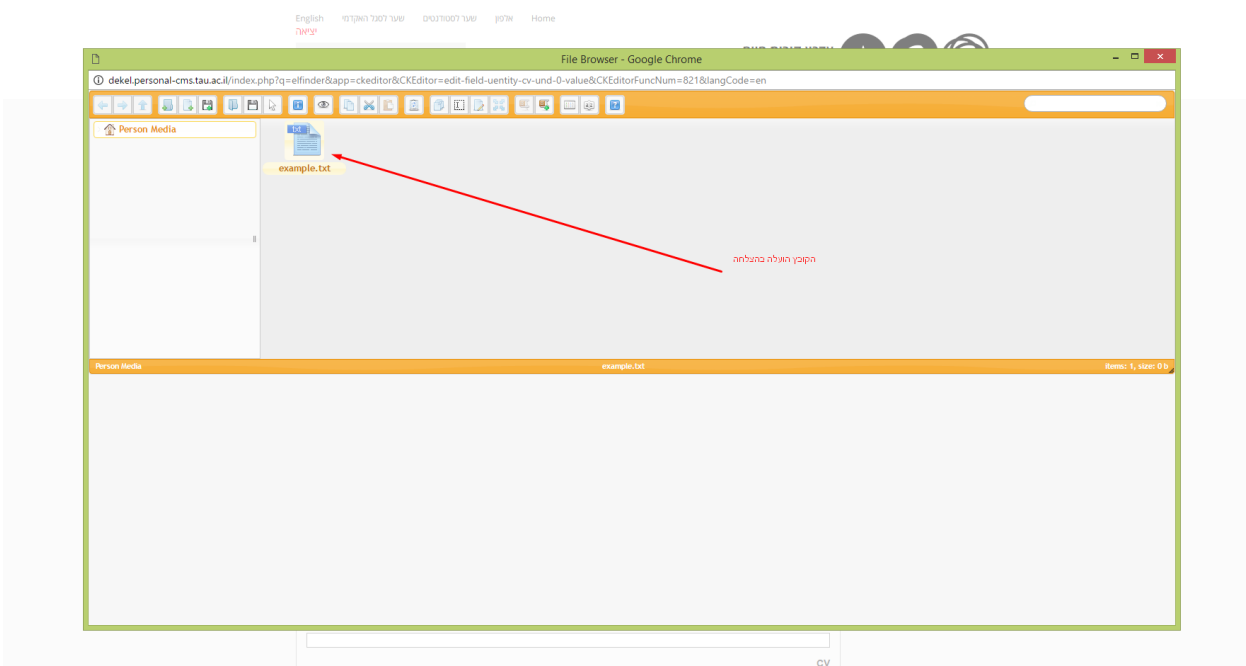 English שער לסגל האקדמי שער לסטודנטים אלפון Home
יציאה
File Browser - Google Chrome
dekel.personal-cms.tau.ac.il/index.php?q=elfinder&app=ckeditor&CKEditor=edit-field-uentity-cv-und-0-value&CKEditorFuncNum=821&langCode=en
Person Media
txt
example.txt
הקובץ הועלה בהצלחה
Person Media example.txt Items: 1, size: 0 b
CV